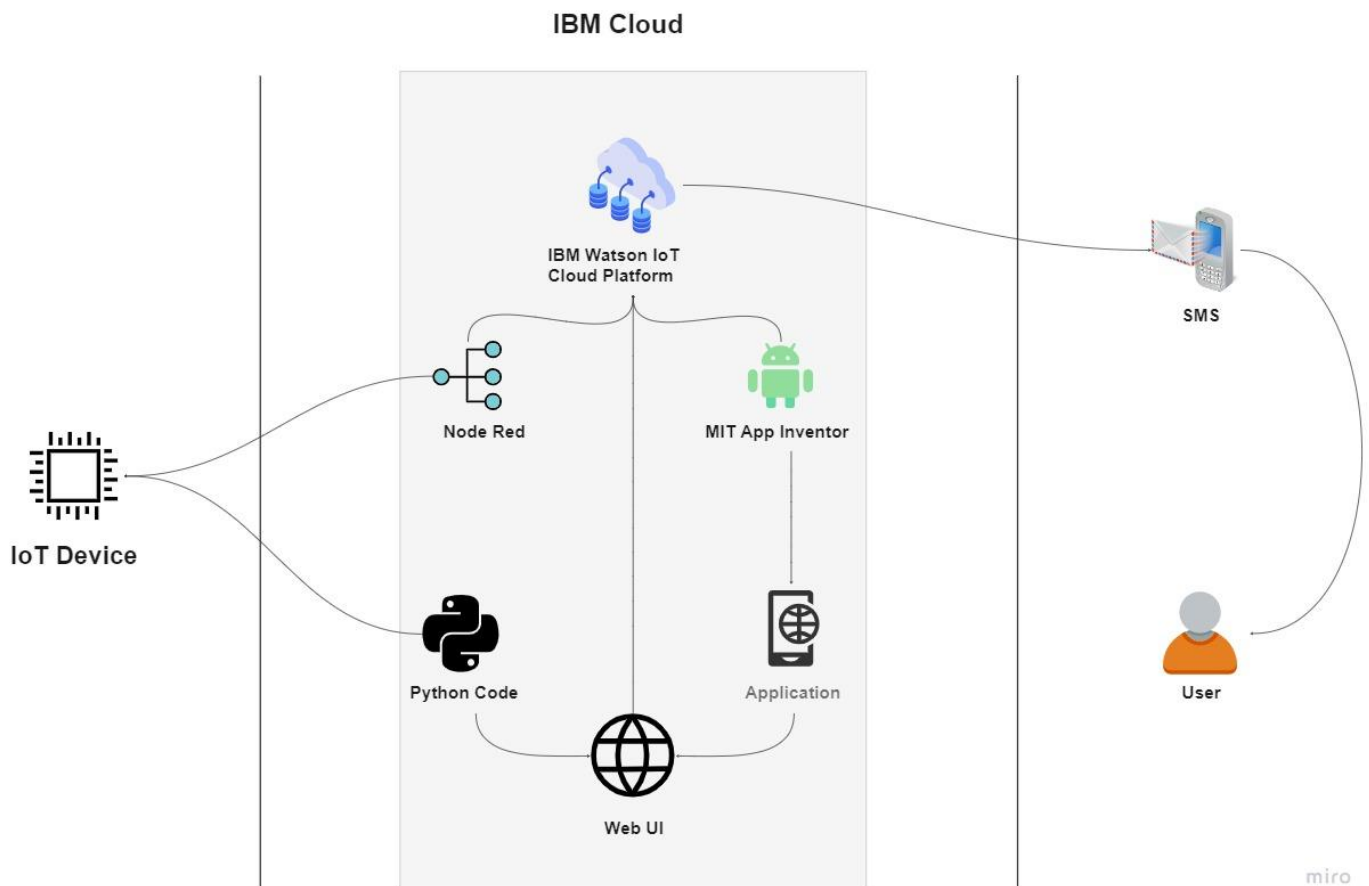 IBM Cloud
IBM Watson IoT
Cloud Platform
SMS
Node Red
MIT App Inventor
IoT Device
Python Code
Application
User
Web UI
miro